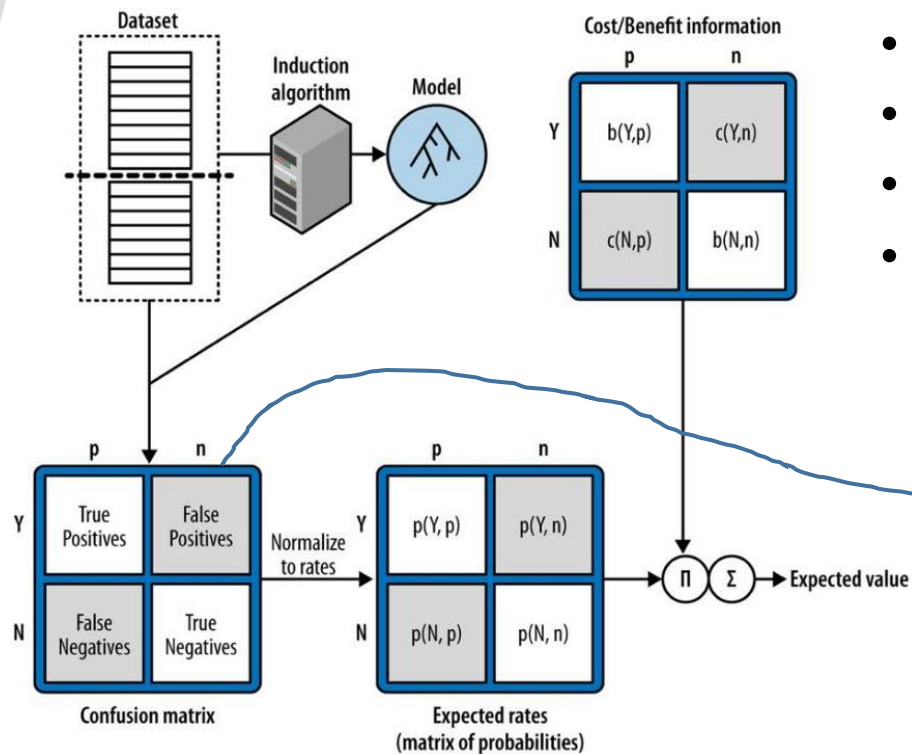 Dataset
Induction
algorithm
Model
Cost/Benefit information
p n
Y b(Y,p) c(Y,n)
N c(N,p) b(N,n)
p n
Y True Positives False Positives
N False Negatives True Negatives
Confusion matrix
Normalize
to rates
p n
Y p(Y, p) p(Y, n)
N p(N, p) p(N, n)
Expected rates
(matrix of probabilities)
Π Σ Expected value